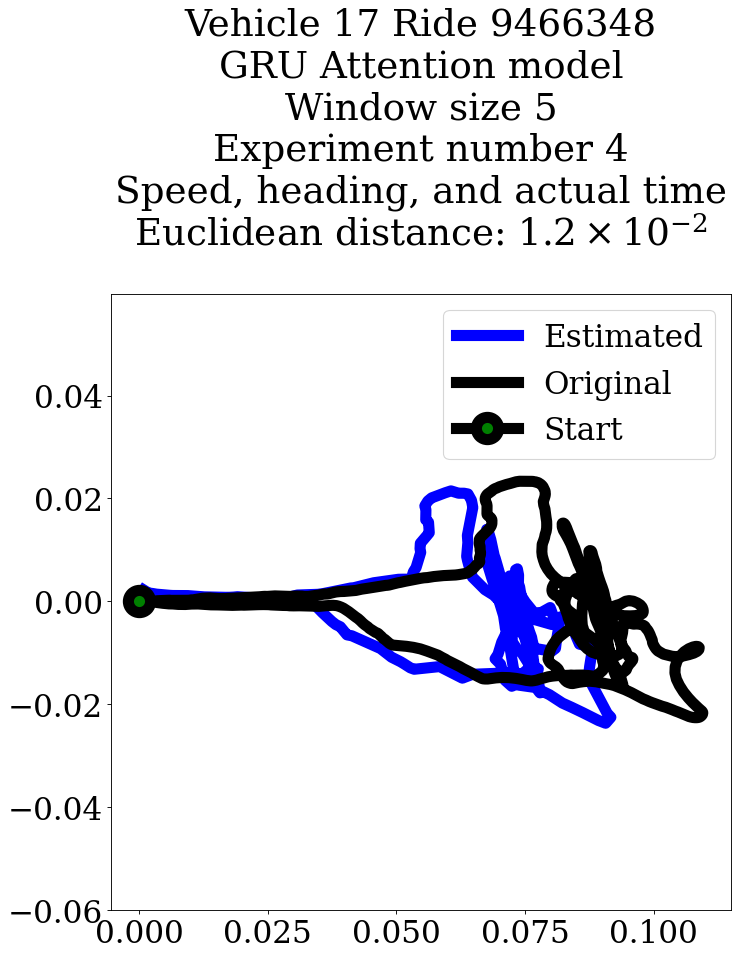 Vehicle 17 Ride 9466348
GRU Attention model
Window size 5
Experiment number 4
Speed, heading, and actual time
Euclidean distance: 1.2 × 10⁻²
Estimated
Original
Start
0.04
0.02
0.00
−0.02
−0.04
−0.06
0.000 0.025 0.050 0.075 0.100